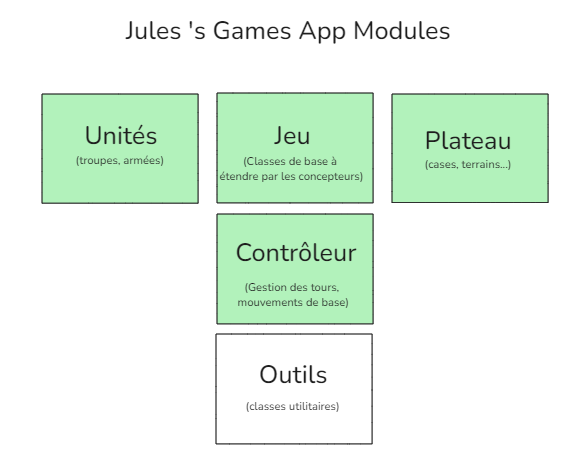 Jules 's Games App Modules
Unités
(troupes, armées)
Jeu
(Classes de base à
étendre par les concepteurs)
Plateau
(cases, terrains...)
Contrôleur
(Gestion des tours,
mouvements de base)
Outils
(classes utilitaires)